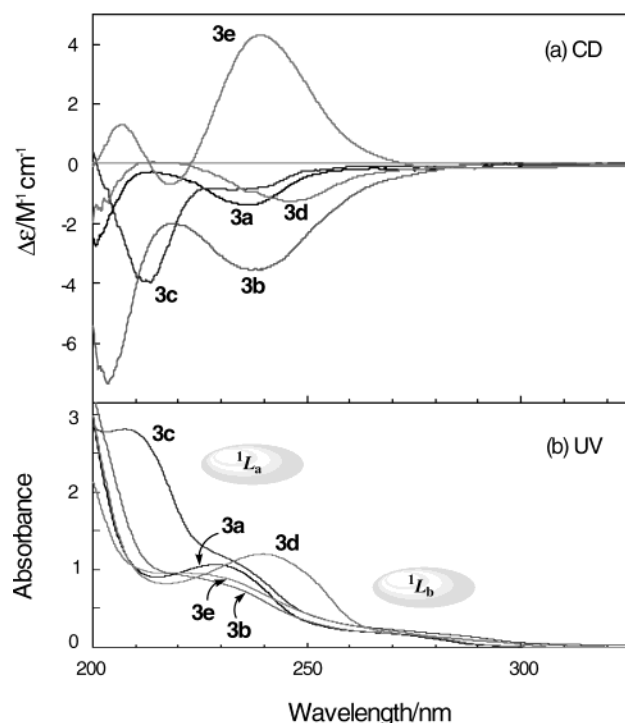 (a) CD
3e
4
2
0
-2
-4
-6
Δε/M⁻¹ cm⁻¹
3a
3d
3b
3c
(b) UV
3
2
1
0
Absorbance
3c
¹Lₐ
3a
3d
3e
3b
¹L_b
200
250
300
Wavelength/nm